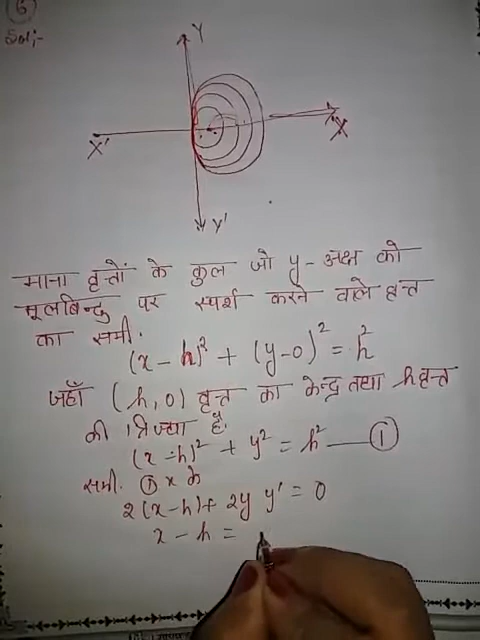 6
Sol:-
Y
X'
X
Y'
माना वृत्तों के कुल जो y-अक्ष को
मूलबिन्दु पर स्पर्श करने वाले वृत्त
का समी.
(x-h)² + (y-0)² = h²
जहाँ (h,0) वृत्त का केन्द्र तथा h वृत्त
की त्रिज्या है.
(x-h)² + y² = h² — ①
समी. ① x के
2(x-h)+2y y' = 0
x - h =